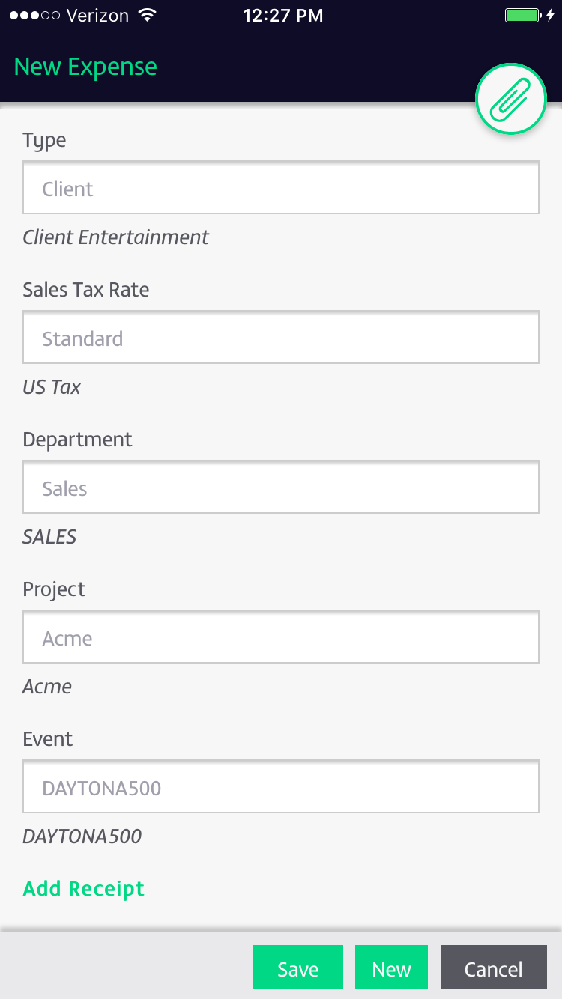 Verizon 12:27 PM
New Expense
Type
Client
Client Entertainment
Sales Tax Rate
Standard
US Tax
Department
Sales
SALES
Project
Acme
Acme
Event
DAYTONA500
DAYTONA500
Add Receipt
Save New Cancel